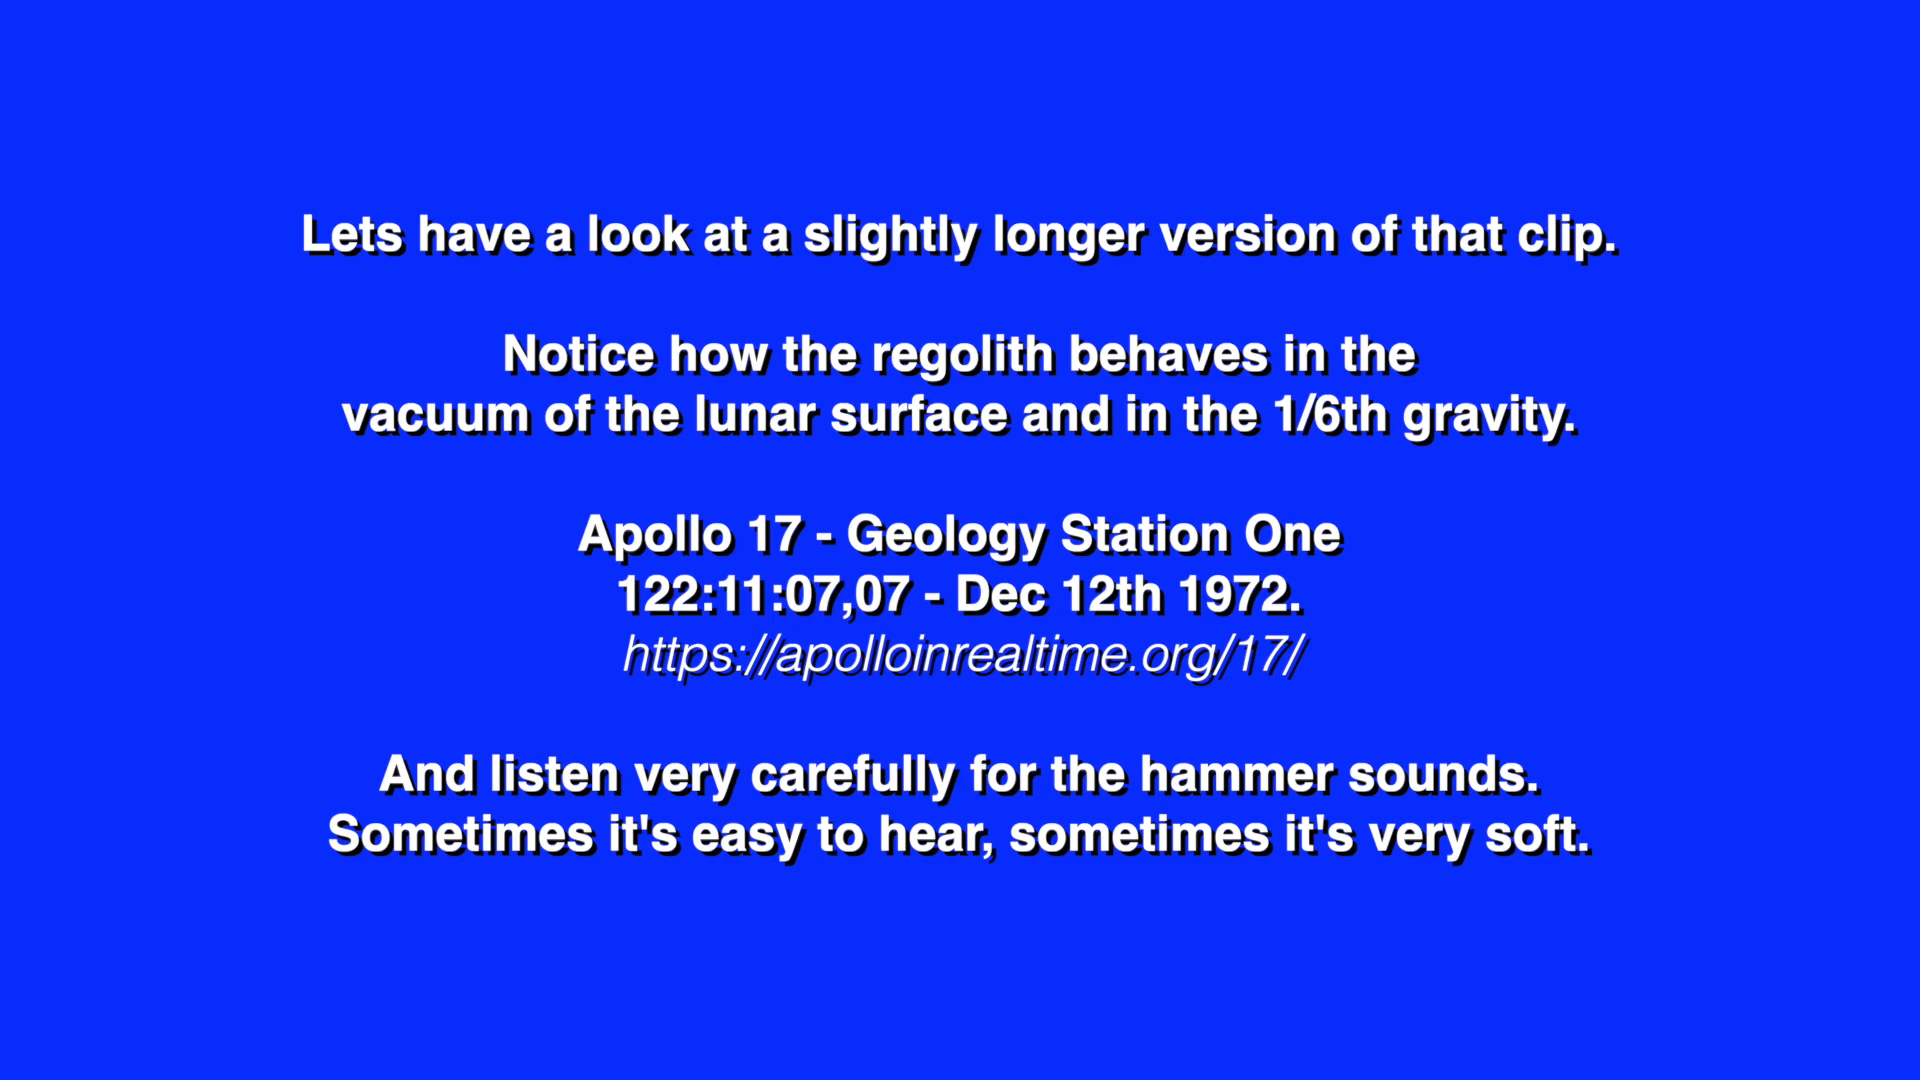 Lets have a look at a slightly longer version of that clip.
Notice how the regolith behaves in the
vacuum of the lunar surface and in the 1/6th gravity.
Apollo 17 - Geology Station One
122:11:07,07 - Dec 12th 1972.
https://apolloinrealtime.org/17/
And listen very carefully for the hammer sounds.
Sometimes it's easy to hear, sometimes it's very soft.